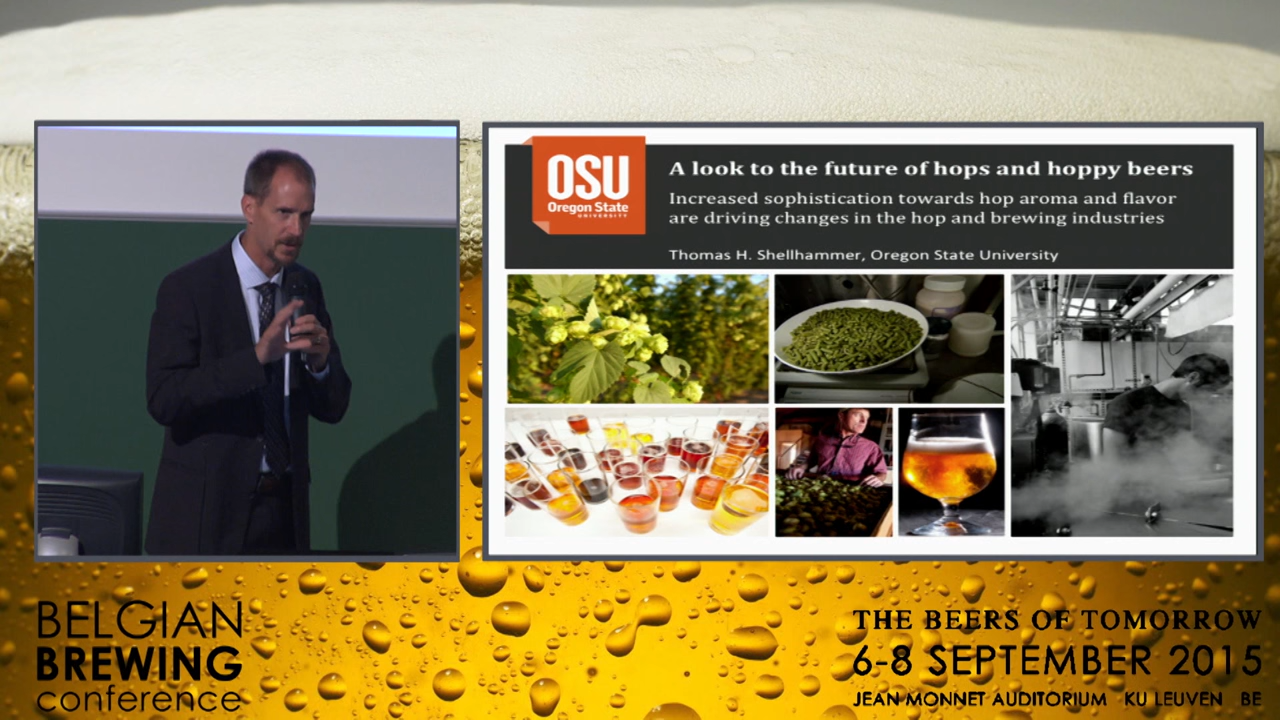 OSU
Oregon State
UNIVERSITY
A look to the future of hops and hoppy beers
Increased sophistication towards hop aroma and flavor
are driving changes in the hop and brewing industries
Thomas H. Shellhammer, Oregon State University
BELGIAN
BREWING
conference
THE BEERS OF TOMORROW
6-8 SEPTEMBER 2015
JEAN MONNET AUDITORIUM KU LEUVEN BE